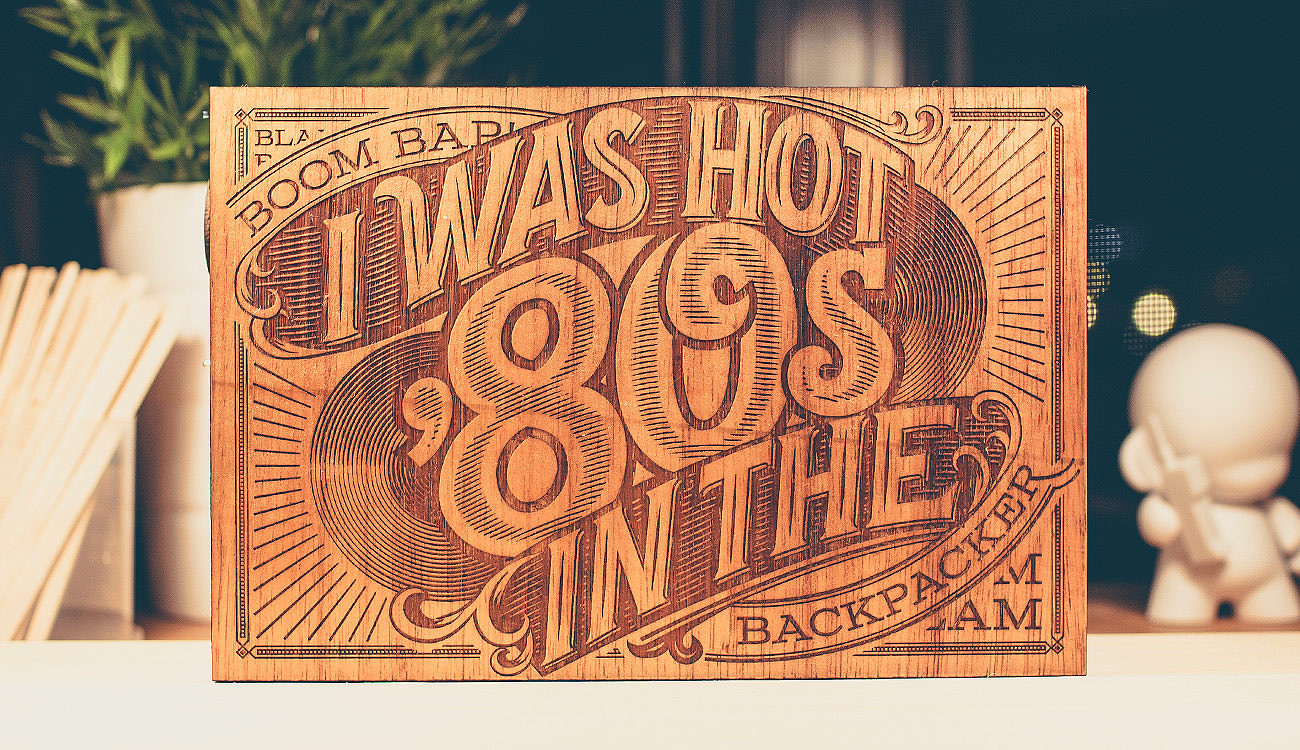 BOOM BAP
I WAS HOT
IN THE
'80S
BACKPACKER